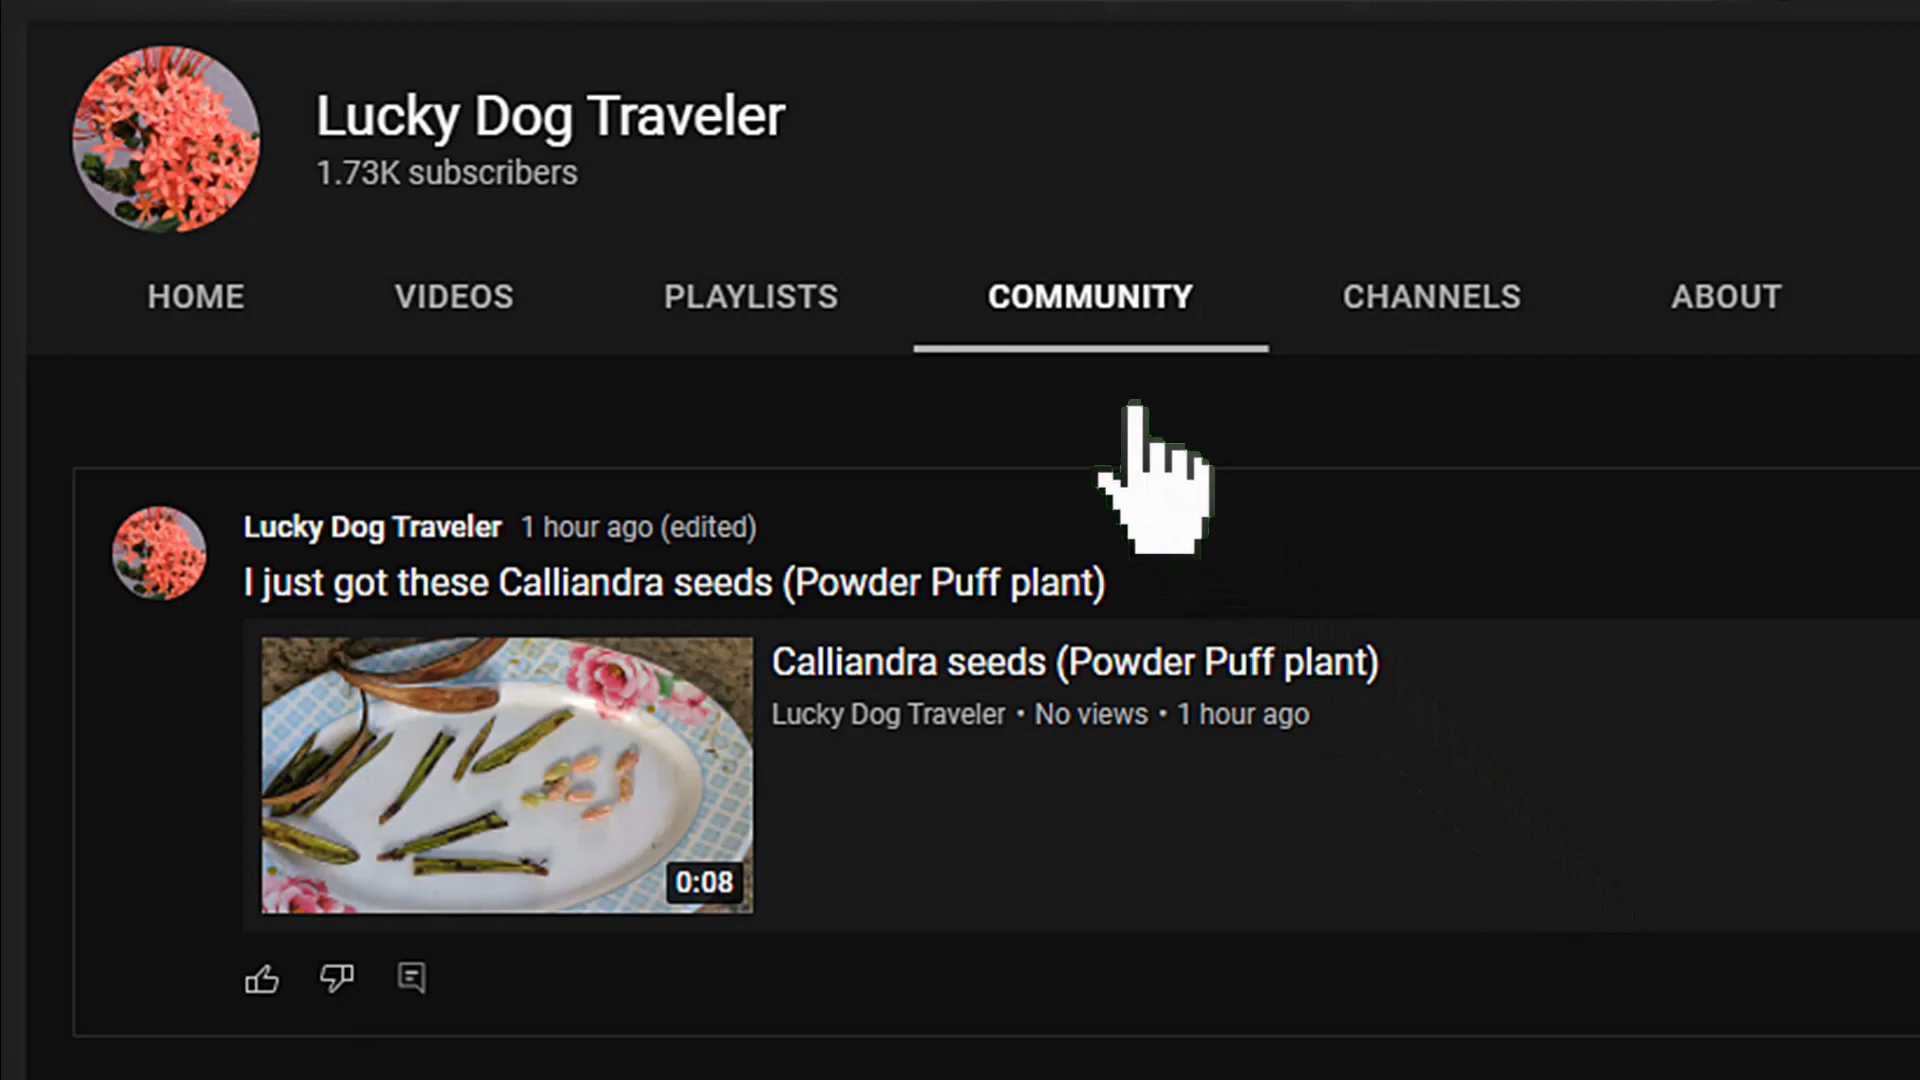 Lucky Dog Traveler
1.73K subscribers
HOME VIDEOS PLAYLISTS COMMUNITY CHANNELS ABOUT
Lucky Dog Traveler 1 hour ago (edited)
I just got these Calliandra seeds (Powder Puff plant)
Calliandra seeds (Powder Puff plant)
Lucky Dog Traveler • No views • 1 hour ago
0:08